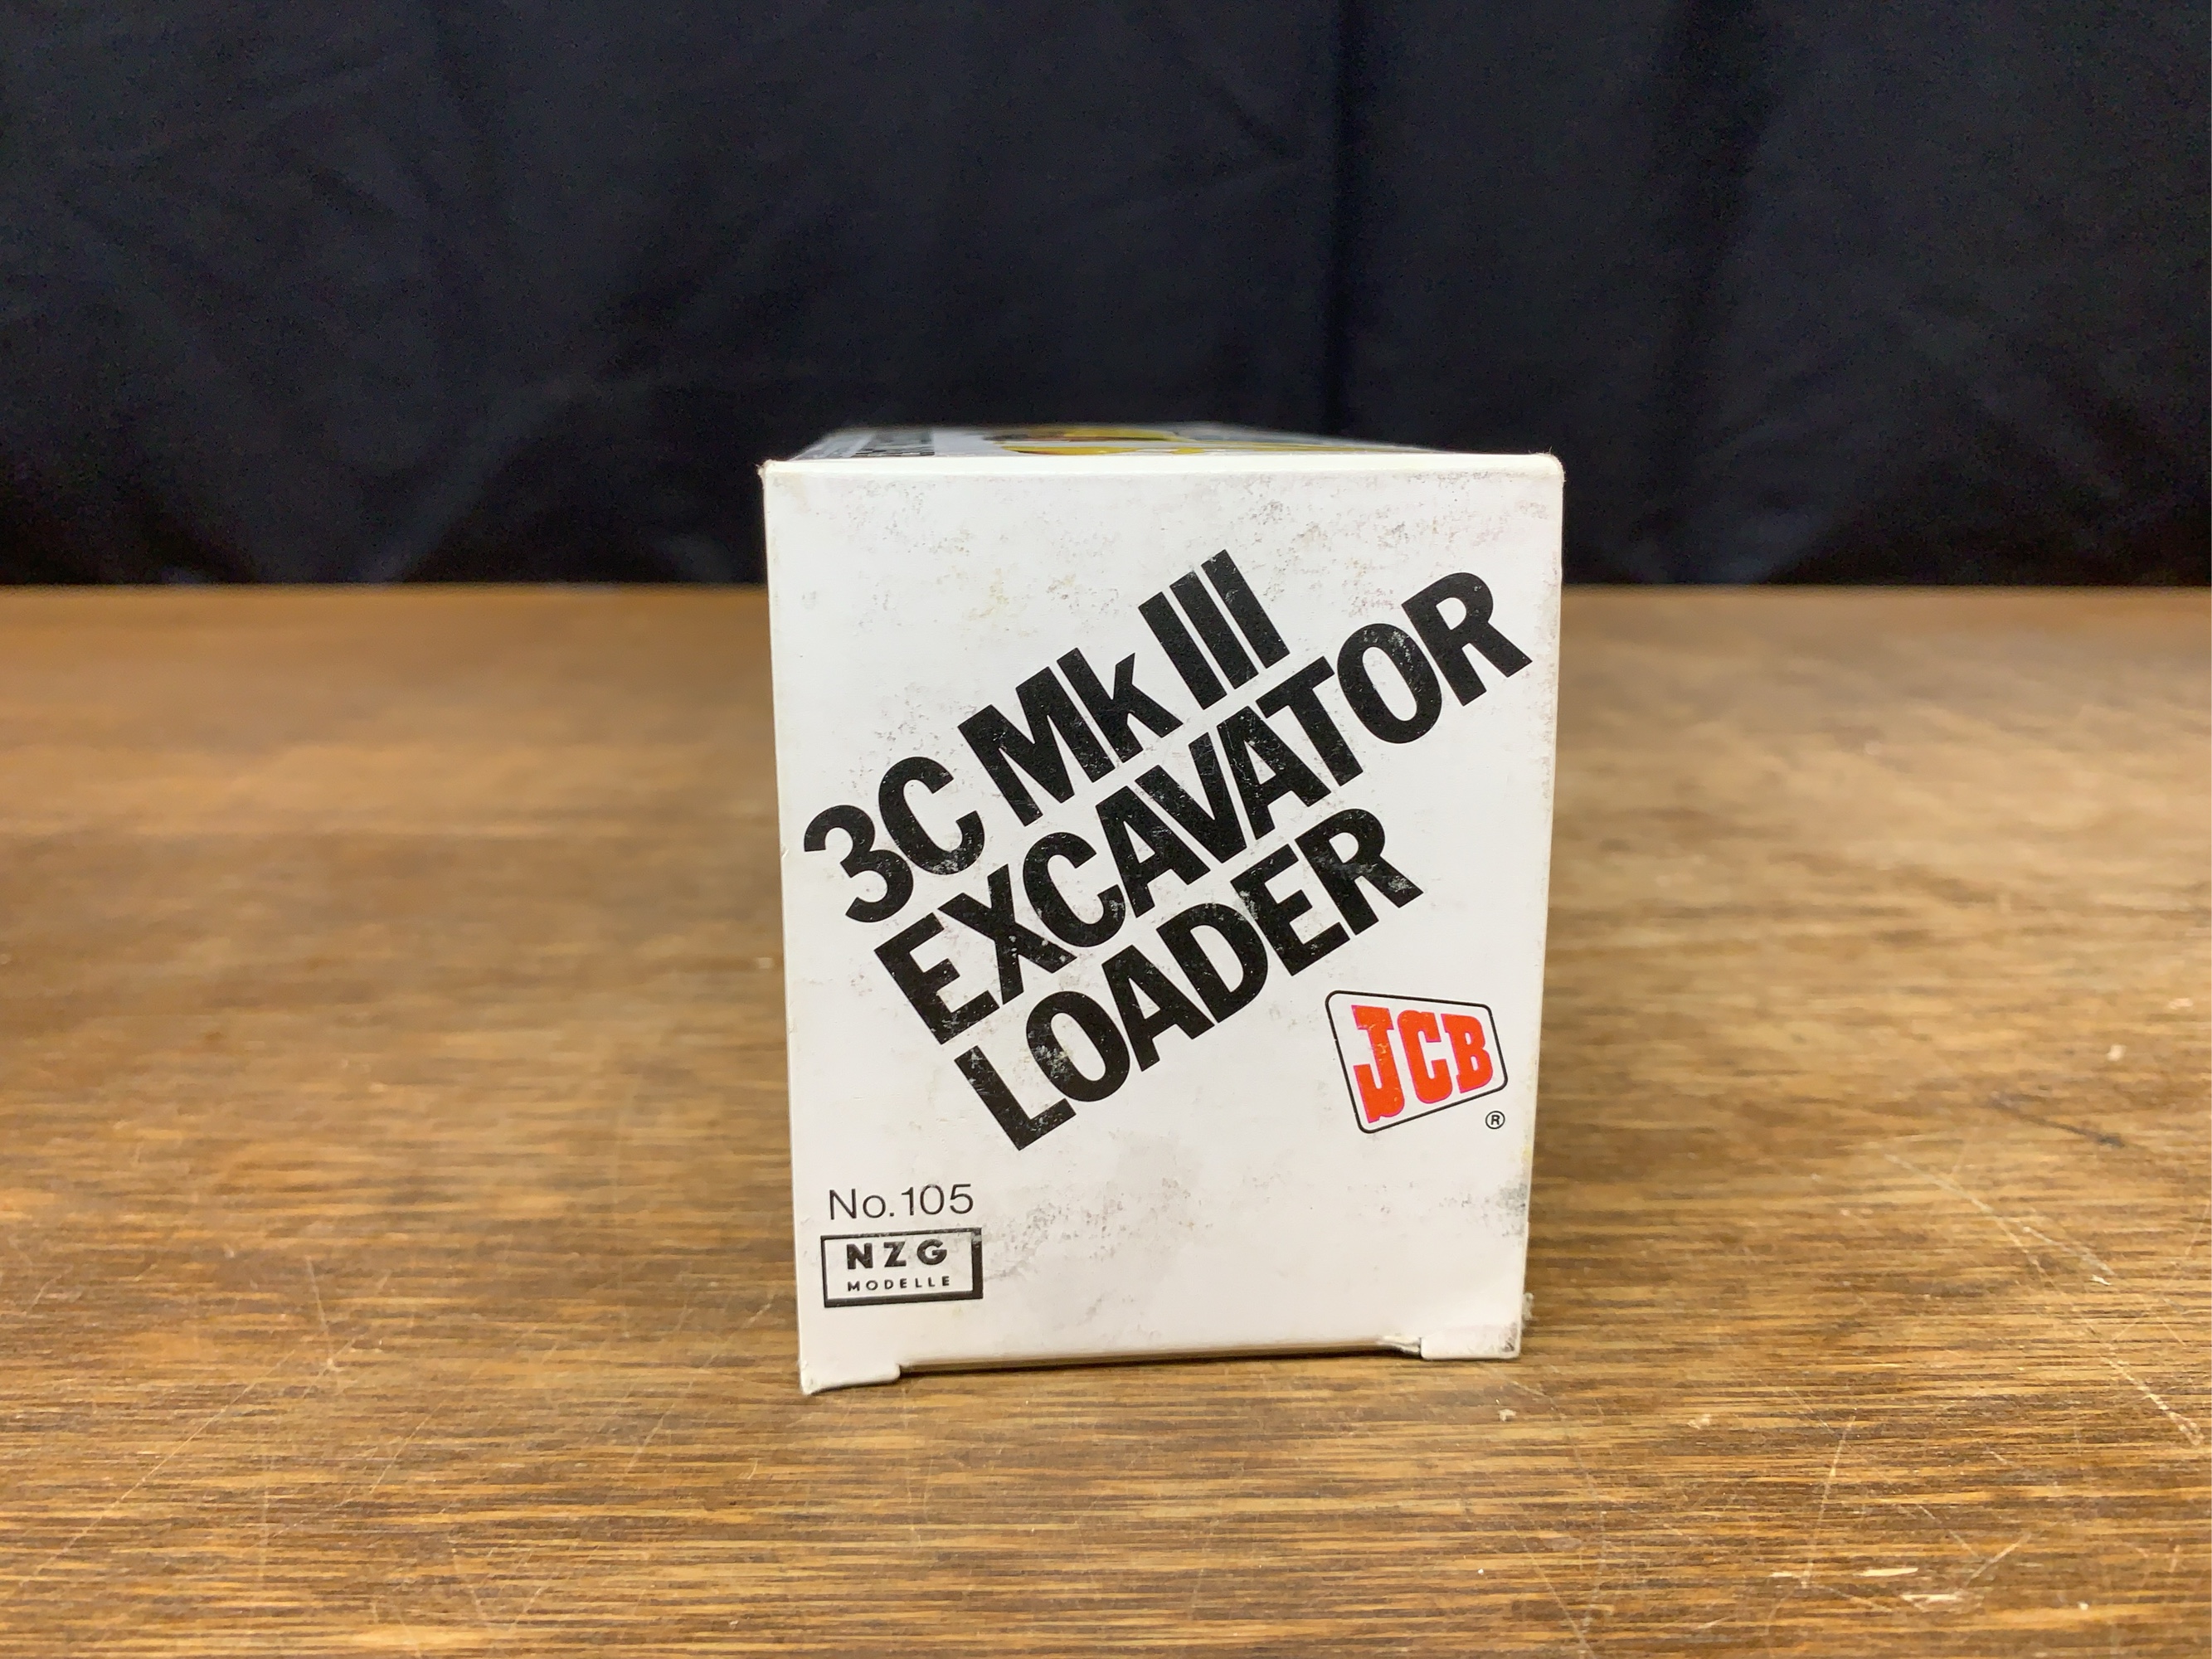 3C Mk III
EXCAVATOR
LOADER
JCB
®
No.105
NZG
MODELLE